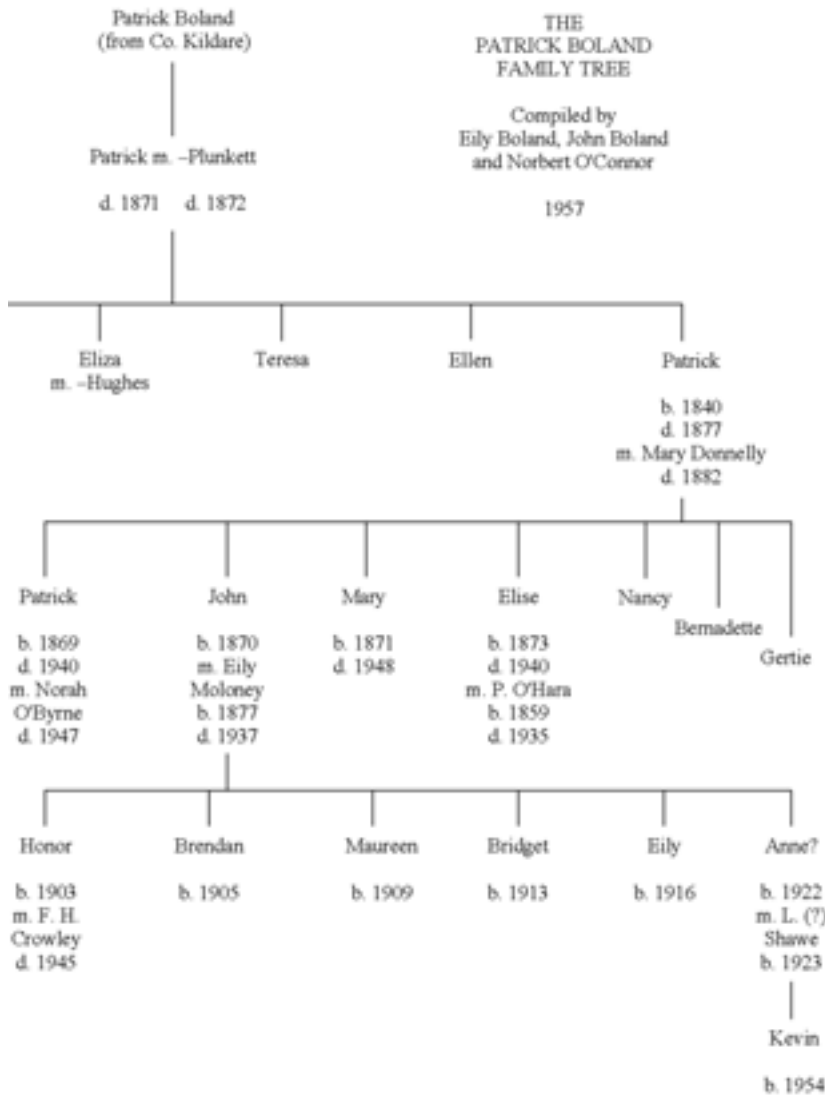 Patrick Boland
(from Co. Kildare)
THE
PATRICK BOLAND
FAMILY TREE
Compiled by
Eily Boland, John Boland
and Norbert O'Connor
1957
Patrick m. –Plunkett
d. 1871 d. 1872
Eliza
m. –Hughes
Teresa
Ellen
Patrick
b. 1840
d. 1877
m. Mary Donnelly
d. 1882
Patrick
b. 1869
d. 1940
m. Norah
O'Byrne
d. 1947
John
b. 1870
m. Eily
Moloney
b. 1877
d. 1937
Mary
b. 1871
d. 1948
Elise
b. 1873
d. 1940
m. P. O'Hara
b. 1859
d. 1935
Nancy
Bernadette
Gertie
Honor
b. 1903
m. F. H.
Crowley
d. 1945
Brendan
b. 1905
Maureen
b. 1909
Bridget
b. 1913
Eily
b. 1916
Anne?
b. 1922
m. L. (?)
Shawe
b. 1923
Kevin
b. 1954